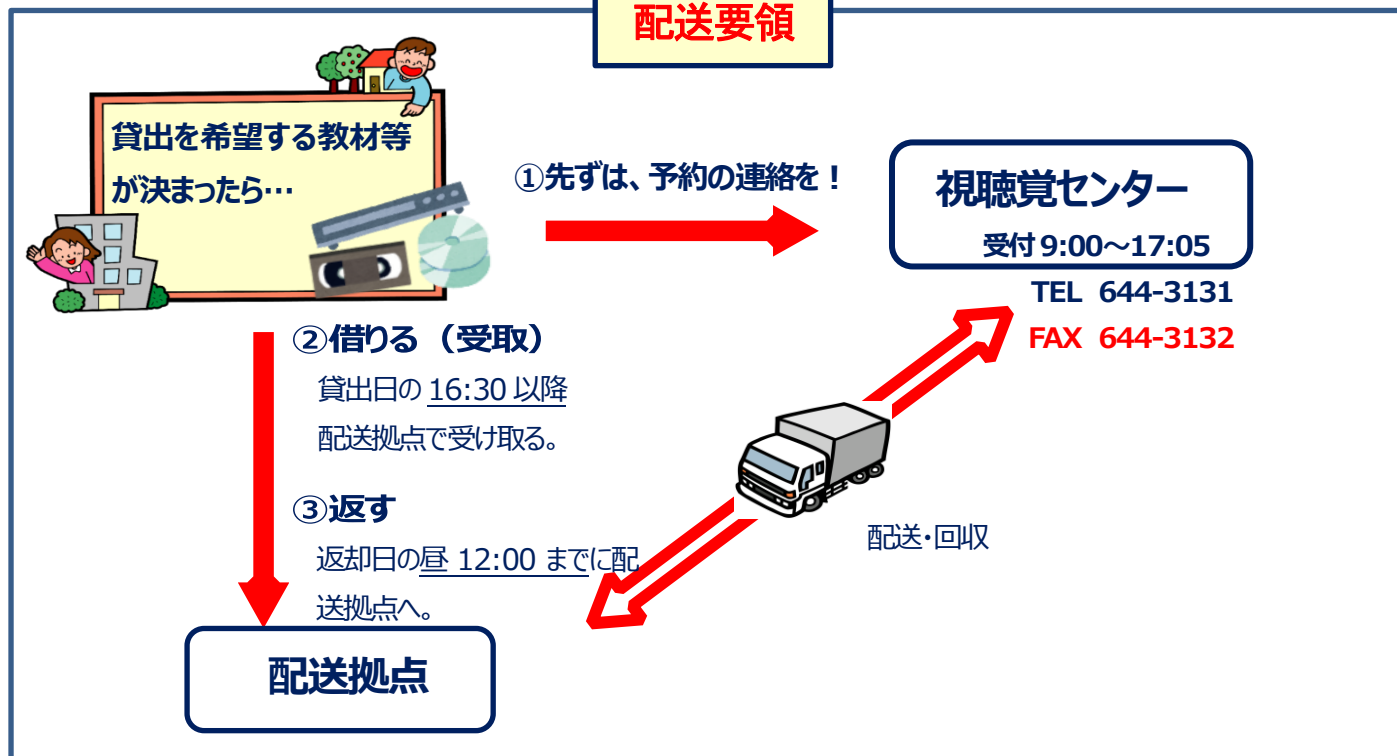 配送要領
貸出を希望する教材等
が決まったら…
①先ずは、予約の連絡を！
視聴覚センター
受付 9:00～17:05
TEL 644-3131
FAX 644-3132
②借りる（受取）
貸出日の 16:30 以降
配送拠点で受け取る。
③返す
返却日の昼 12:00 までに配
送拠点へ。
配送・回収
配送拠点